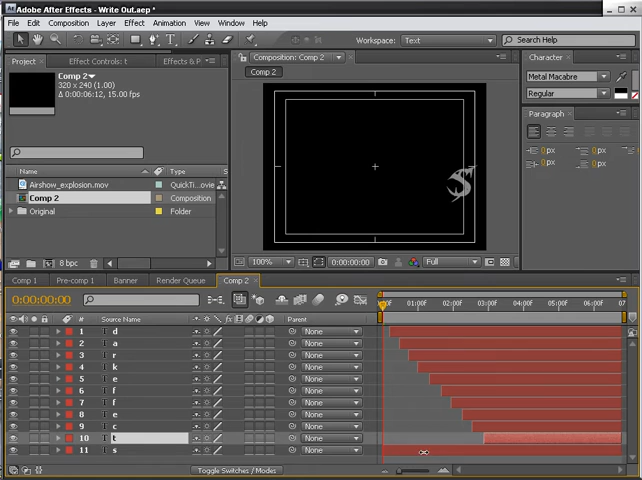 Adobe After Effects - Write Out.aep *
File Edit Composition Layer Effect Animation View Window Help
Workspace: Text Search Help
Project Effect Controls: Effects & P
Composition: Comp 2
Character
Comp 2
320 x 240 (1.00)
Δ 0:00:06:12, 15.00 fps
Comp 2
Metal Macabre
Regular
Paragraph
0 px 0 px
0 px
Name Type
Airshow_explosion.mov QuickTi...ovie
Comp 2 Composition
Original Folder
S
8 bpc
100% 0:00:00:00 Full
Comp 1 Pre-comp 1 Banner Render Queue Comp 2
0:00:00:00
01:00F 02:00F 03:00F 04:00F 05:00F 06:00F 07
# Source Name Parent
1 T d None
2 T a None
3 T r None
4 T k None
5 T e None
6 T f None
7 T f None
8 T e None
9 T c None
10 T t None
11 T s None
Toggle Switches / Modes